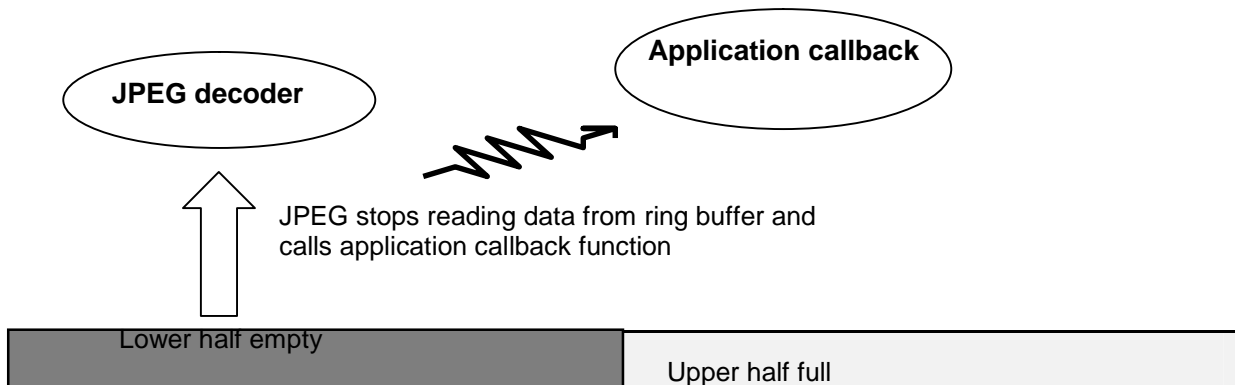 Application callback
JPEG decoder
JPEG stops reading data from ring buffer and
calls application callback function
Lower half empty
Upper half full